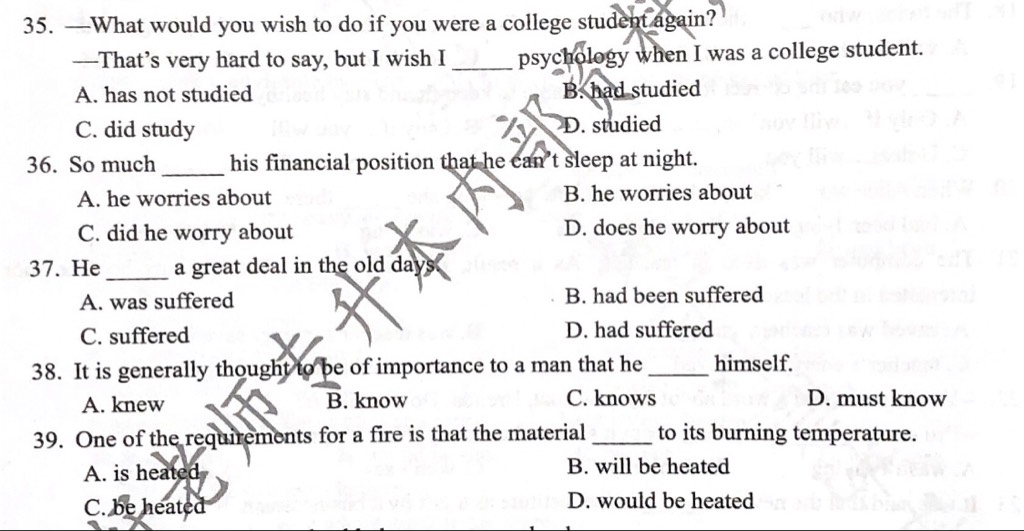 35. —What would you wish to do if you were a college student again?
—That's very hard to say, but I wish I _____ psychology when I was a college student.
A. has not studied B. had studied
C. did study D. studied
36. So much _____ his financial position that he can't sleep at night.
A. he worries about B. he worries about
C. did he worry about D. does he worry about
37. He _____ a great deal in the old days.
A. was suffered B. had been suffered
C. suffered D. had suffered
38. It is generally thought to be of importance to a man that he _____ himself.
A. knew B. know C. knows D. must know
39. One of the requirements for a fire is that the material _____ to its burning temperature.
A. is heated B. will be heated
C. be heated D. would be heated